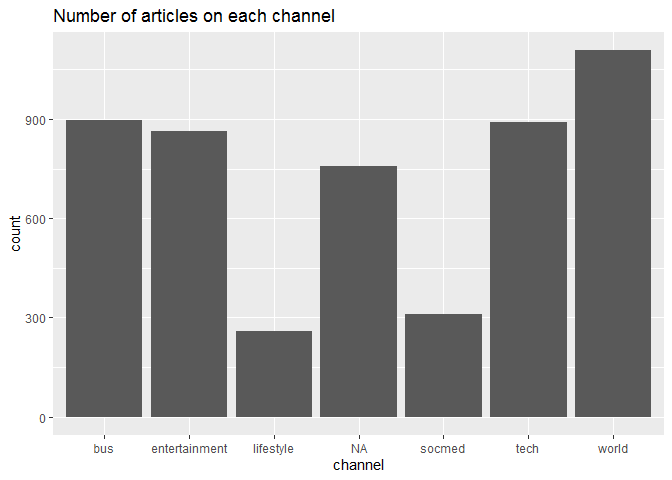 Number of articles on each channel
count
900
600
300
0
bus entertainment lifestyle NA socmed tech world
channel